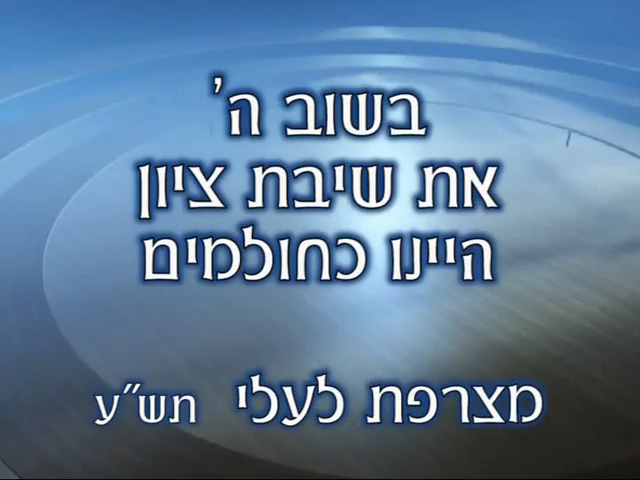 בשוב ה'
את שיבת ציון
היינו כחולמים
מצרפת לעלי תש"ע